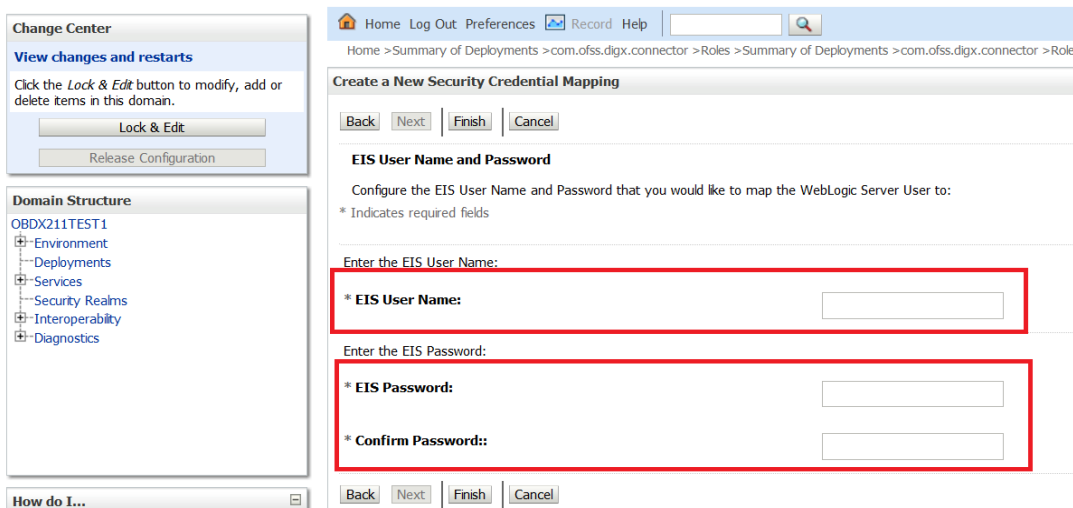 Change Center
View changes and restarts
Click the Lock & Edit button to modify, add or
delete items in this domain.
Lock & Edit
Release Configuration
Domain Structure
OBDX211TEST1
Environment
Deployments
Services
Security Realms
Interoperability
Diagnostics
How do I...
Home Log Out Preferences Record Help
Home >Summary of Deployments >com.ofss.digx.connector >Roles >Summary of Deployments >com.ofss.digx.connector >Role
Create a New Security Credential Mapping
Back Next Finish Cancel
EIS User Name and Password
Configure the EIS User Name and Password that you would like to map the WebLogic Server User to:
* Indicates required fields
Enter the EIS User Name:
* EIS User Name:
Enter the EIS Password:
* EIS Password:
* Confirm Password::
Back Next Finish Cancel